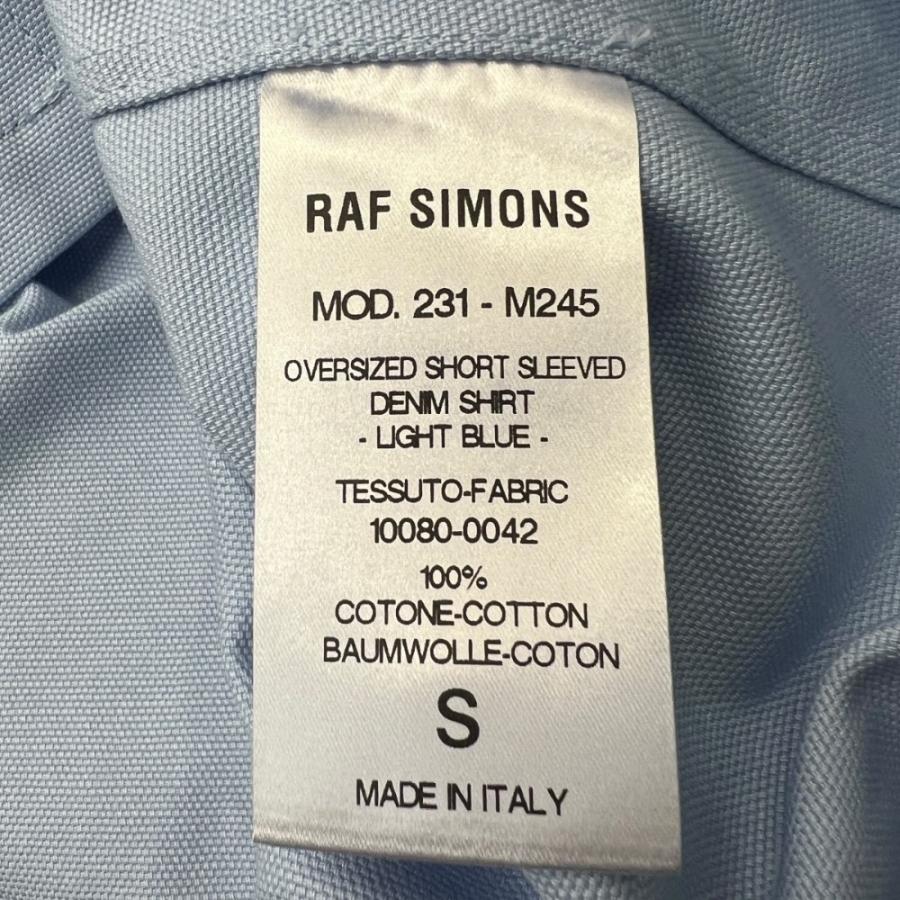 RAF SIMONS
MOD. 231 - M245
OVERSIZED SHORT SLEEVED
DENIM SHIRT
- LIGHT BLUE -
TESSUTO-FABRIC
10080-0042
100%
COTONE-COTTON
BAUMWOLLE-COTON
S
MADE IN ITALY